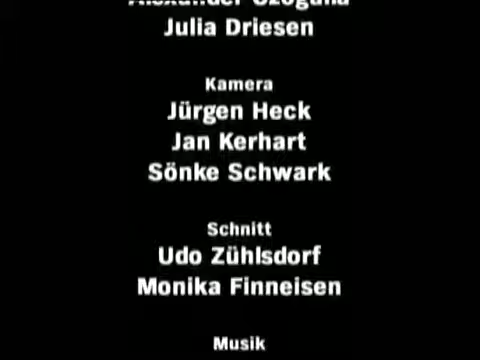 Julia Driesen
Kamera
Jürgen Heck
Jan Kerhart
Sönke Schwark
Schnitt
Udo Zühlsdorf
Monika Finneisen
Musik